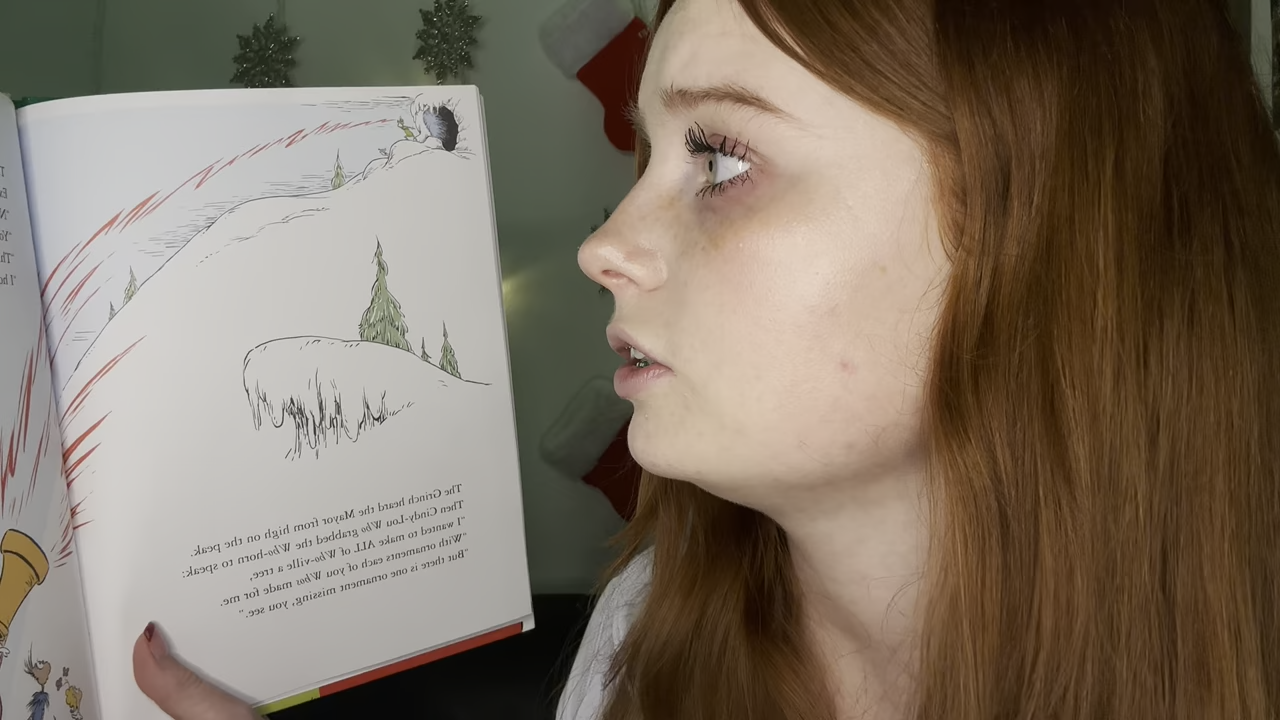 The Grinch heard the Mayor from high on the peak.
Then Cindy-Lou Who grabbed the Who-horn to speak:
"I wanted to make ALL of Who-ville a tree,
"With ornaments each of you Whos made for me.
"But there is one ornament missing, you see."